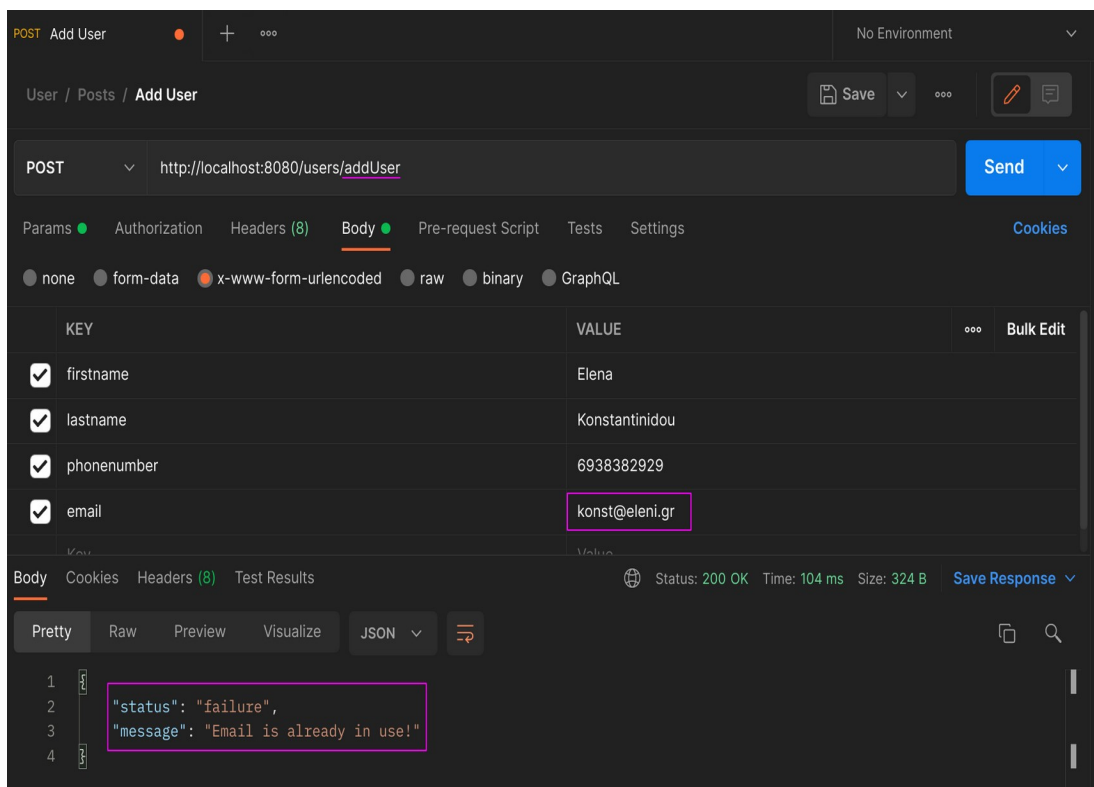 POST Add User No Environment
User / Posts / Add User Save
POST http://localhost:8080/users/addUser Send
Params Authorization Headers (8) Body Pre-request Script Tests Settings Cookies
none form-data x-www-form-urlencoded raw binary GraphQL
KEY VALUE Bulk Edit
firstname Elena
lastname Konstantinidou
phonenumber 6938382929
email konst@eleni.gr
Key Value
Body Cookies Headers (8) Test Results Status: 200 OK Time: 104 ms Size: 324 B Save Response
Pretty Raw Preview Visualize JSON
1 {
2 "status": "failure",
3 "message": "Email is already in use!"
4 }